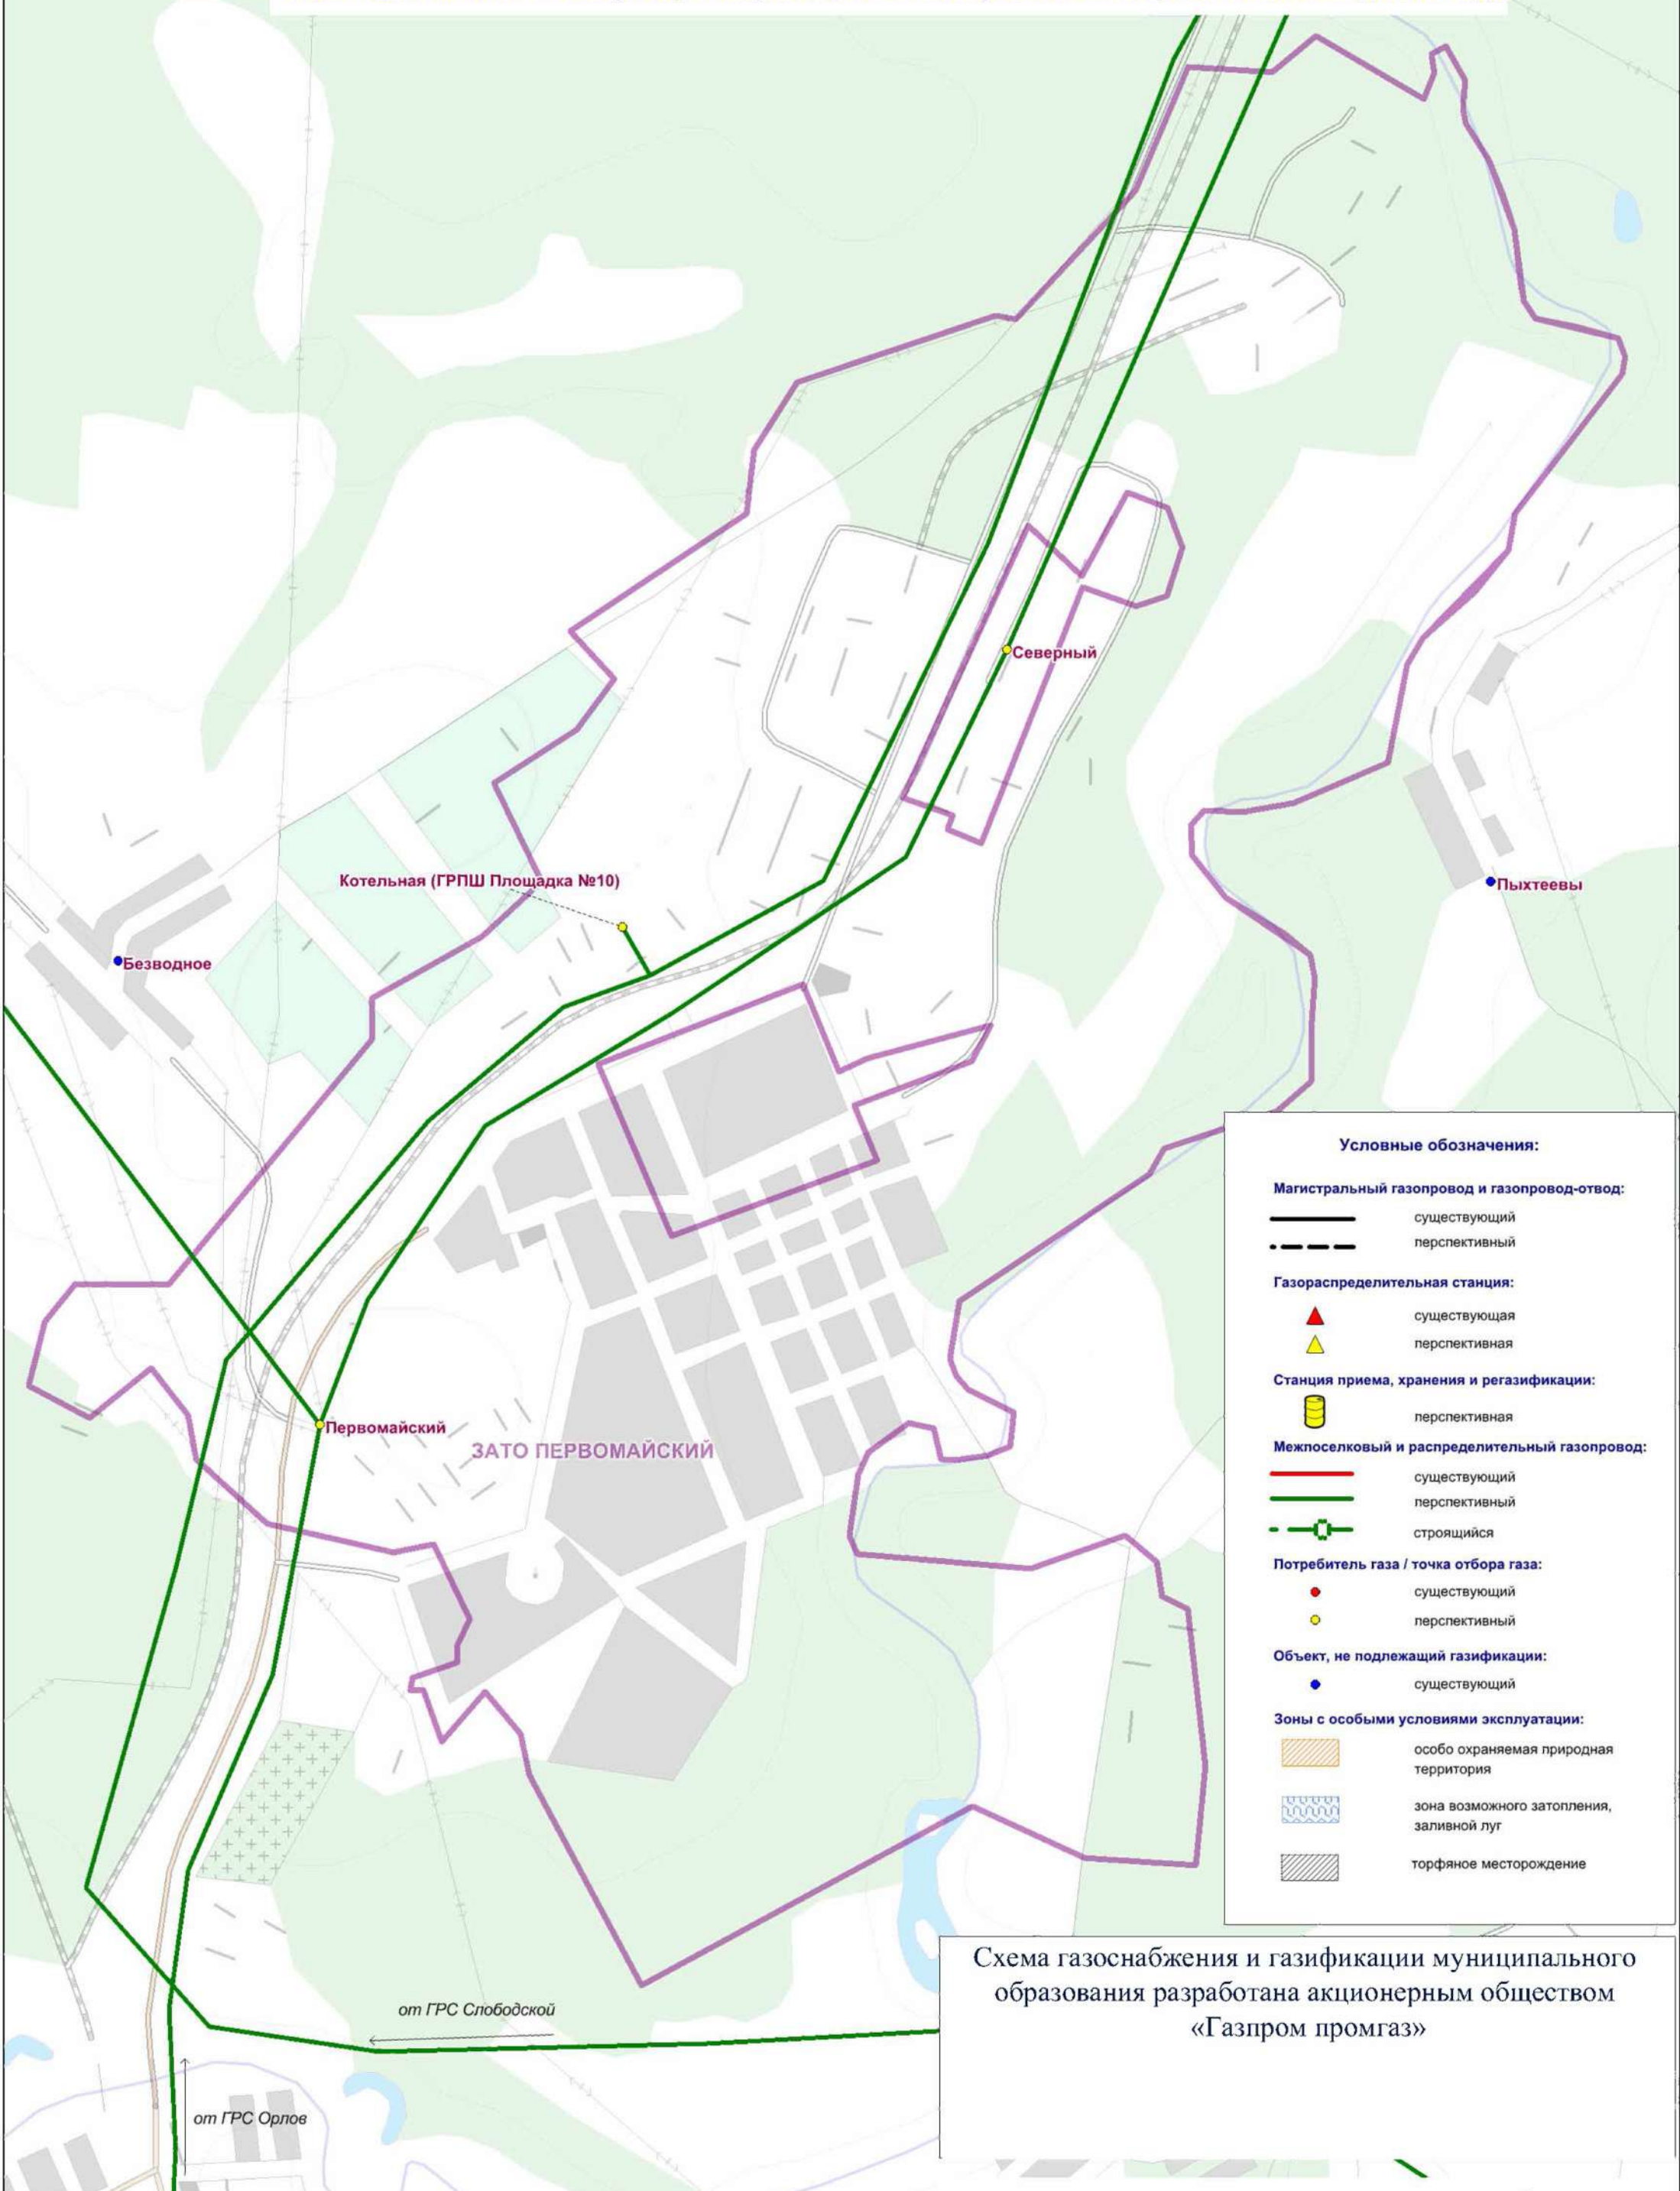 Северный
Котельная (ГРПШ Площадка №10)
Пыхтеевы
Безводное
Первомайский
ЗАТО ПЕРВОМАЙСКИЙ
от ГРС Слободской
от ГРС Орлов
Условные обозначения:
Магистральный газопровод и газопровод-отвод:
существующий
перспективный
Газораспределительная станция:
существующая
перспективная
Станция приема, хранения и регазификации:
перспективная
Межпоселковый и распределительный газопровод:
существующий
перспективный
строящийся
Потребитель газа / точка отбора газа:
существующий
перспективный
Объект, не подлежащий газификации:
существующий
Зоны с особыми условиями эксплуатации:
особо охраняемая природная
территория
зона возможного затопления,
заливной луг
торфяное месторождение
Схема газоснабжения и газификации муниципального
образования разработана акционерным обществом
«Газпром промгаз»